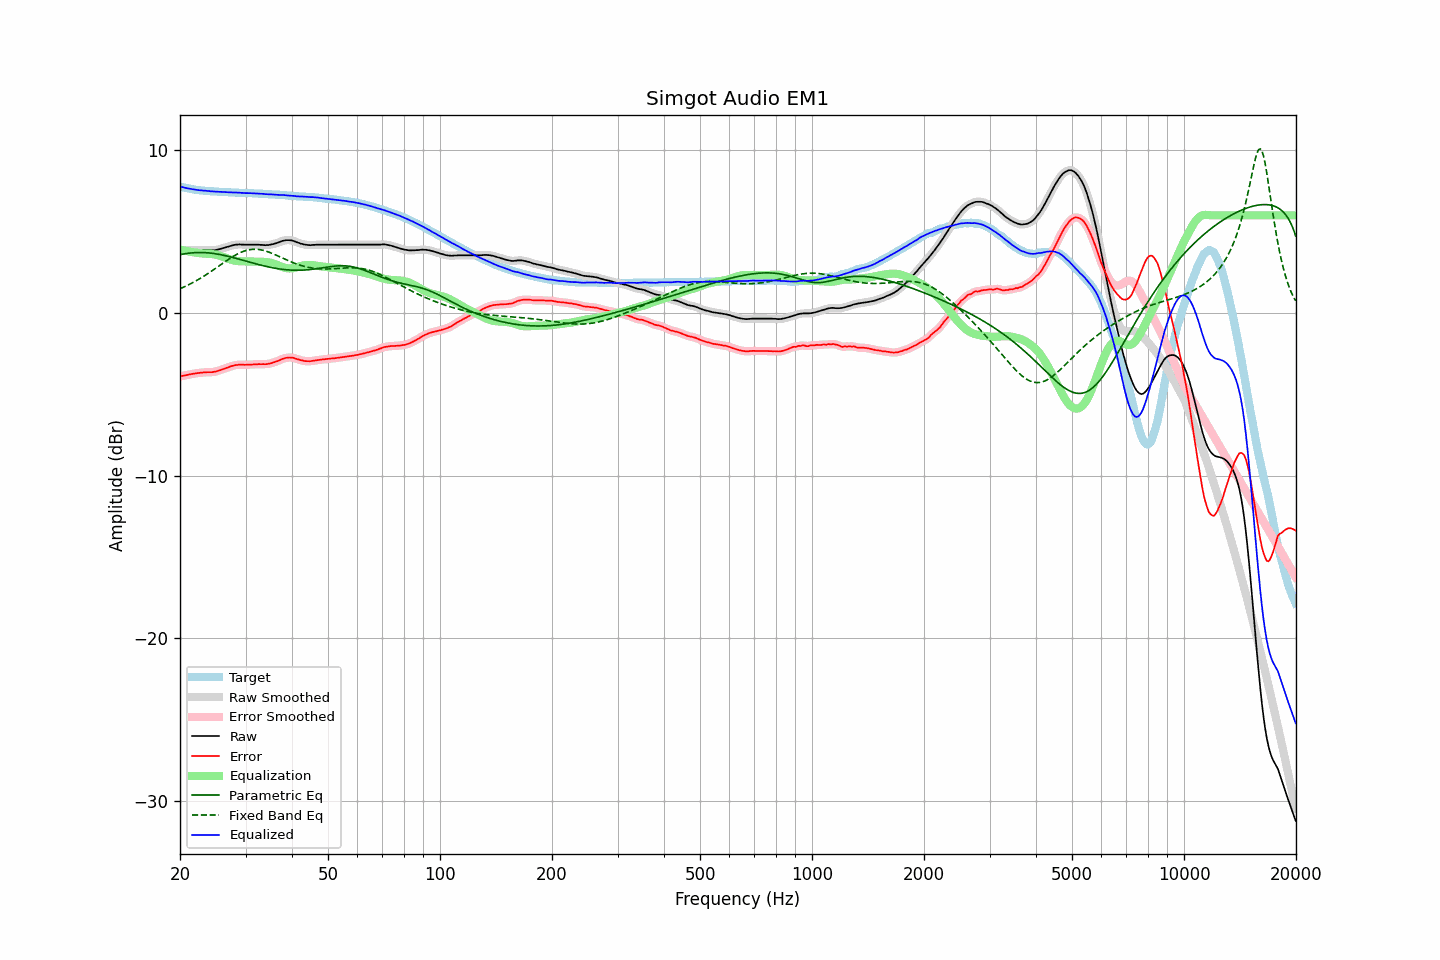 Simgot Audio EM1
Amplitude (dBr)
10
0
−10
−20
−30
Target
Raw Smoothed
Error Smoothed
Raw
Error
Equalization
Parametric Eq
Fixed Band Eq
Equalized
20 50 100 200 500 1000 2000 5000 10000 20000
Frequency (Hz)